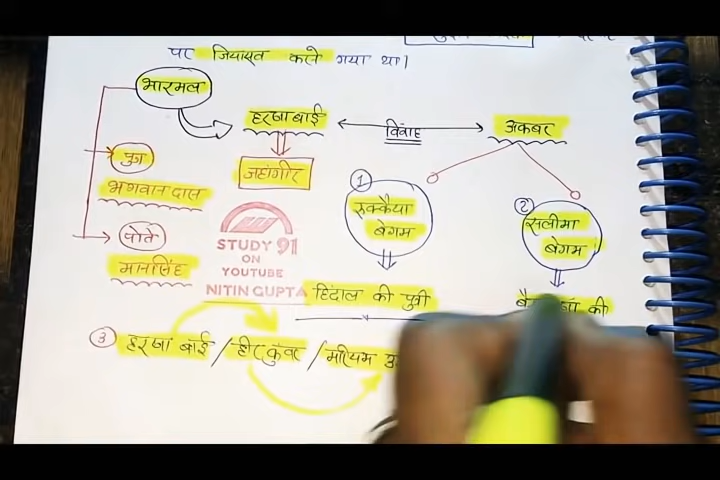 पर जियारत करने गया था।
भारमल
हरखाबाई
विवाह
अकबर
पुत्र
भगवानदास
जहांगीर
①
रुकैया
बेगम
②
सलीमा
बेगम
पोते
मानसिंह
STUDY 91
ON
YOUTUBE
NITIN GUPTA
हिंदाल की पुत्री
की
③ हरखा बाई / हीरकुंवर / मरियम